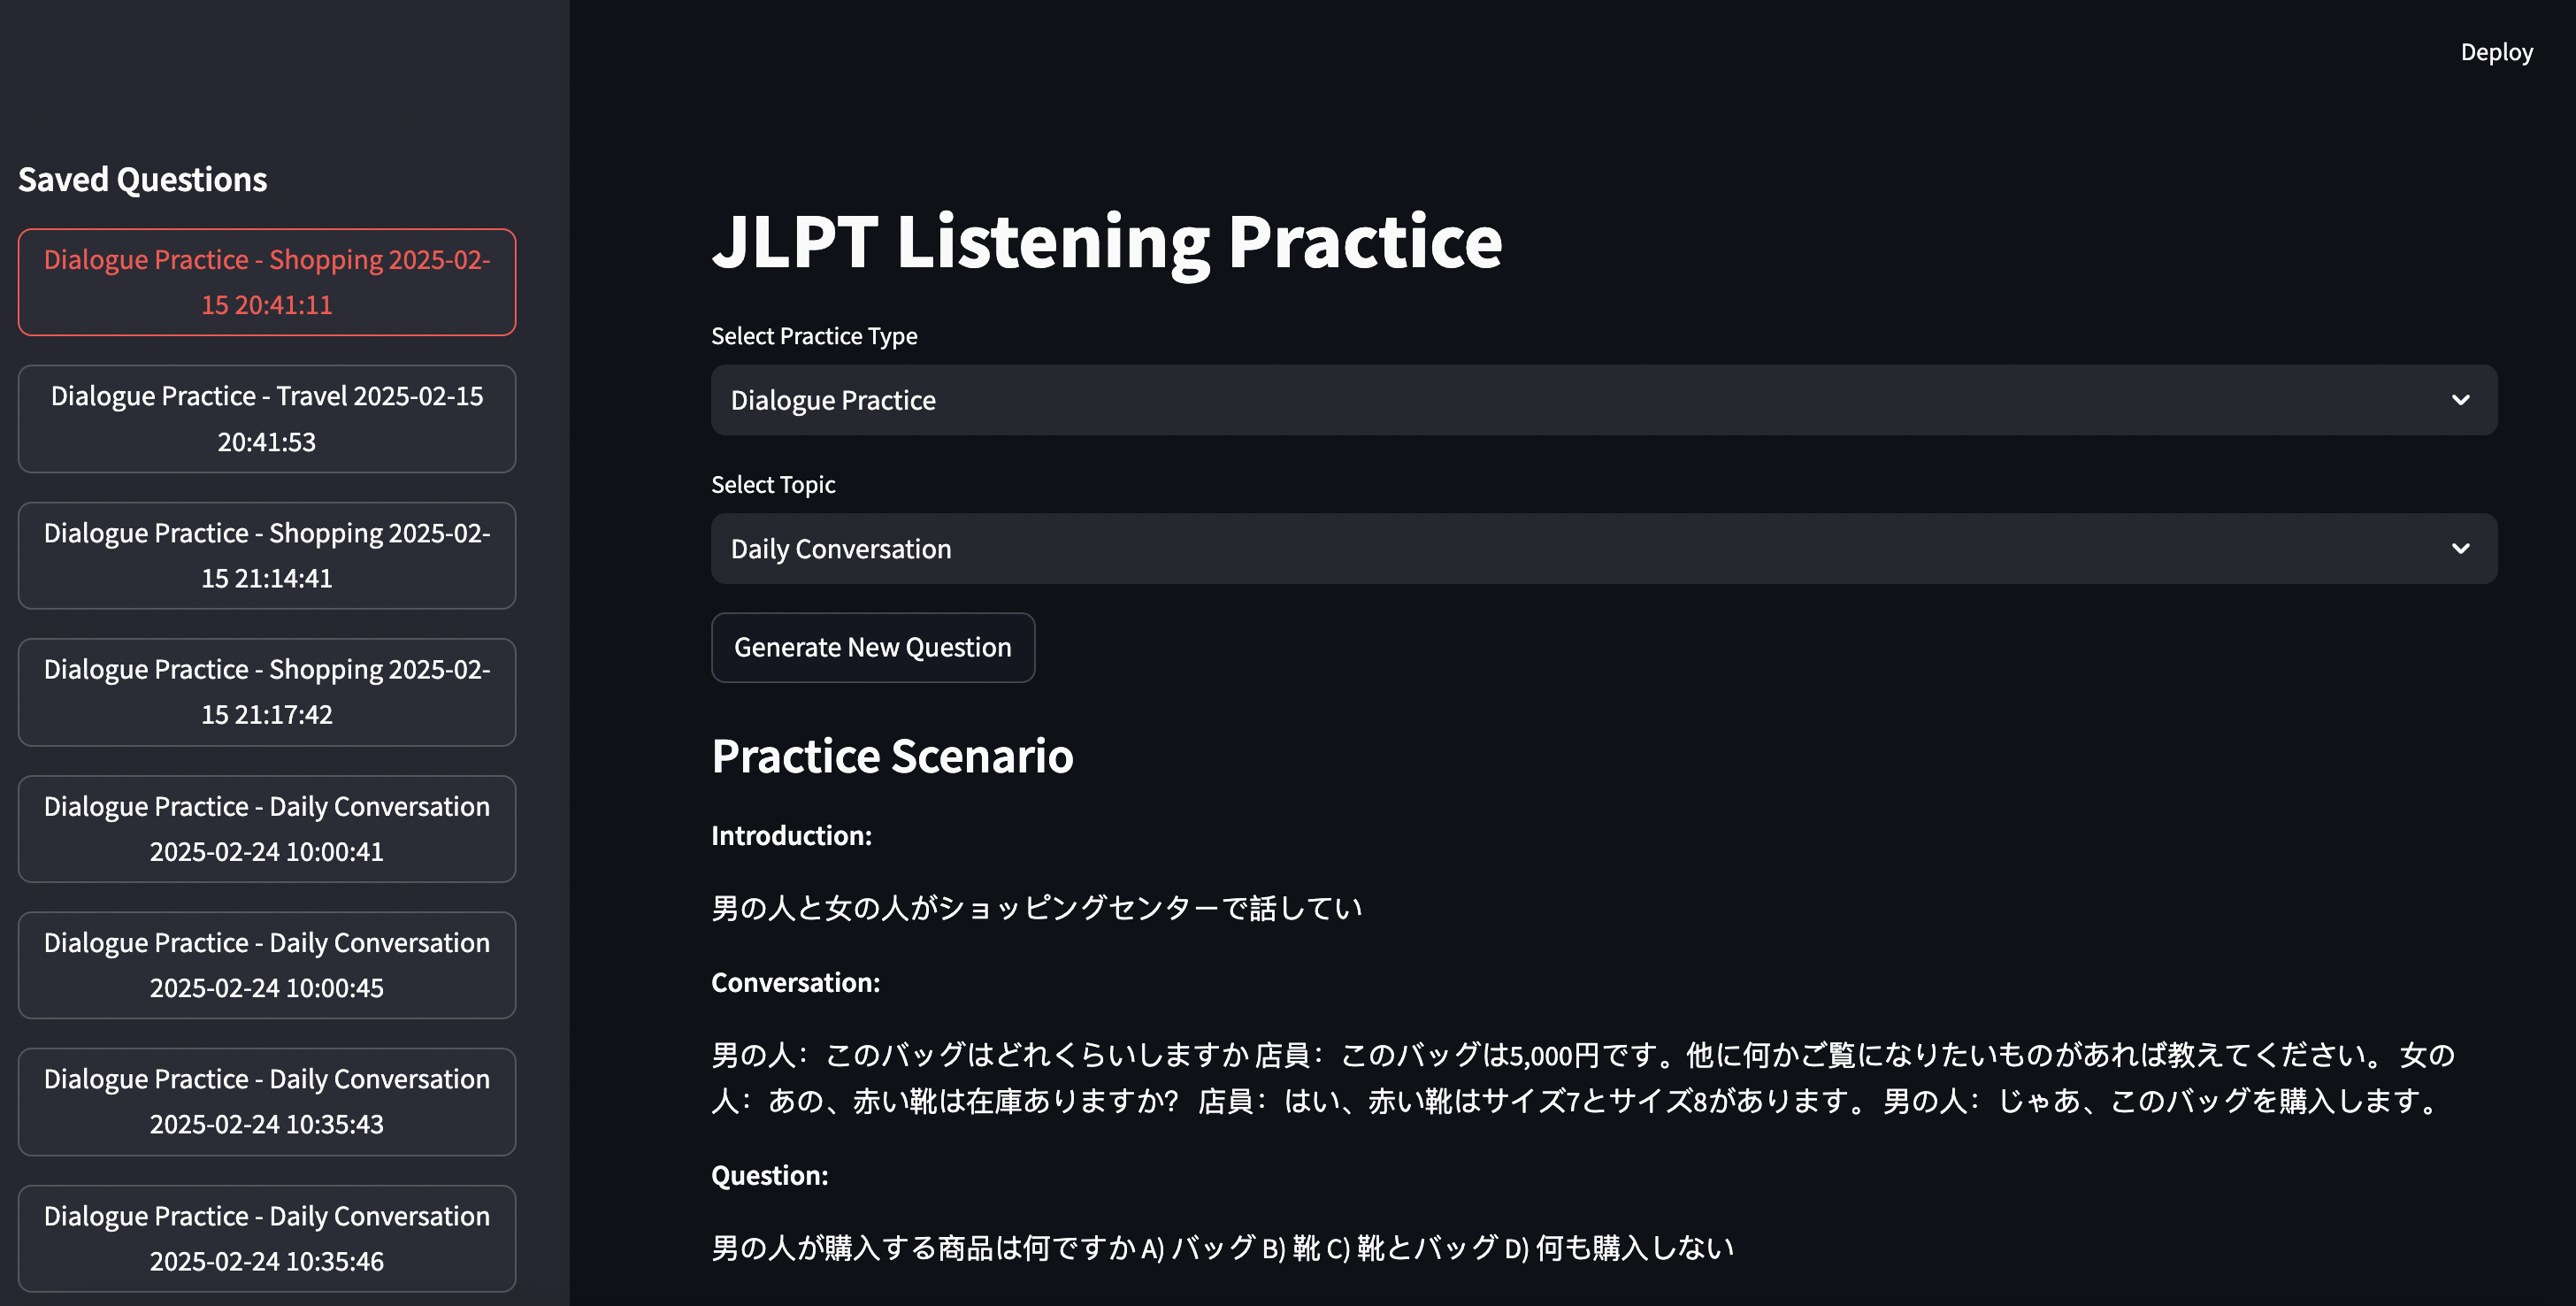 Deploy
Saved Questions
Dialogue Practice - Shopping 2025-02-
15 20:41:11
Dialogue Practice - Travel 2025-02-15
20:41:53
Dialogue Practice - Shopping 2025-02-
15 21:14:41
Dialogue Practice - Shopping 2025-02-
15 21:17:42
Dialogue Practice - Daily Conversation
2025-02-24 10:00:41
Dialogue Practice - Daily Conversation
2025-02-24 10:00:45
Dialogue Practice - Daily Conversation
2025-02-24 10:35:43
Dialogue Practice - Daily Conversation
2025-02-24 10:35:46
JLPT Listening Practice
Select Practice Type
Dialogue Practice
Select Topic
Daily Conversation
Generate New Question
Practice Scenario
Introduction:
男の人と女の人がショッピングセンターで話してい
Conversation:
男の人：このバッグはどれくらいしますか 店員：このバッグは5,000円です。他に何かご覧になりたいものがあれば教えてください。 女の
人：あの、赤い靴は在庫ありますか？ 店員：はい、赤い靴はサイズ7とサイズ8があります。 男の人：じゃあ、このバッグを購入します。
Question:
男の人が購入する商品は何ですか A) バッグ B) 靴 C) 靴とバッグ D) 何も購入しない